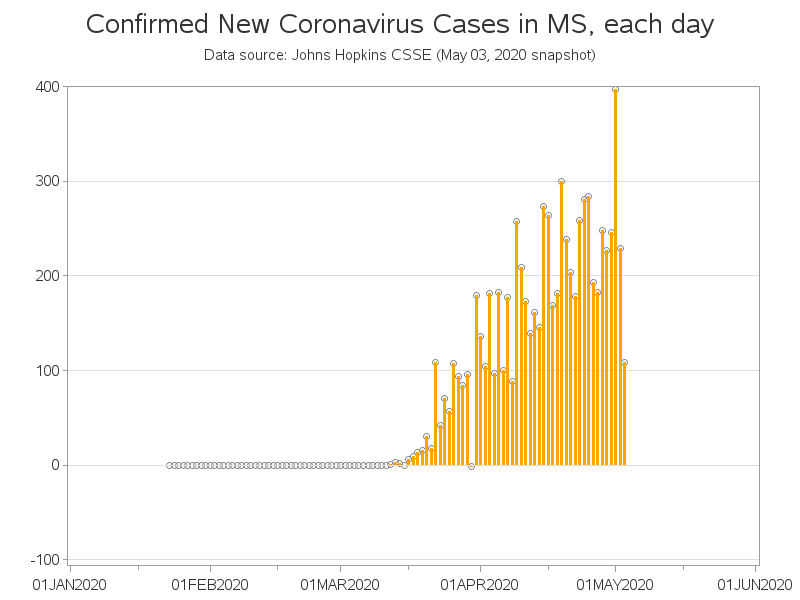 Confirmed New Coronavirus Cases in MS, each day
Data source: Johns Hopkins CSSE (May 03, 2020 snapshot)
400
300
200
100
0
-100
01JAN2020 01FEB2020 01MAR2020 01APR2020 01MAY2020 01JUN2020